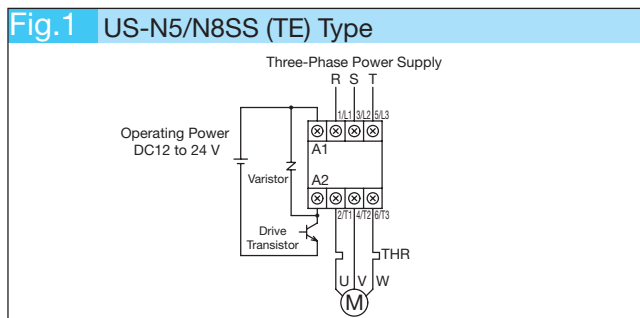 Fig.1 US-N5/N8SS (TE) Type
Three-Phase Power Supply
R S T
1/L1 3/L2 5/L3
A1
Operating Power
DC12 to 24 V
Varistor
A2
2/T1 4/T2 6/T3
Drive
Transistor
THR
U V W
M